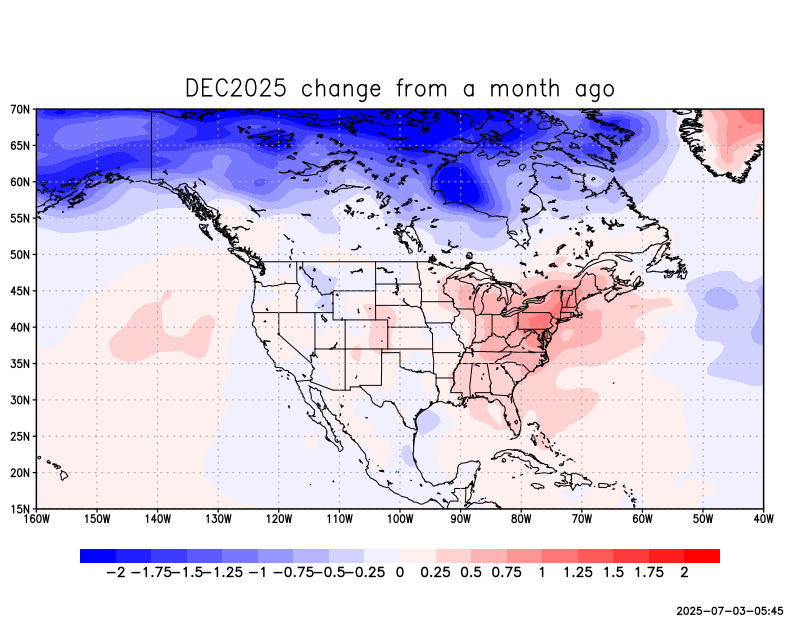 DEC2025 change from a month ago
70N
65N
60N
55N
50N
45N
40N
35N
30N
25N
20N
15N
160W 150W 140W 130W 120W 110W 100W 90W 80W 70W 60W 50W 40W
−2 −1.75 −1.5 −1.25 −1 −0.75 −0.5 −0.25 0 0.25 0.5 0.75 1 1.25 1.5 1.75 2
2025-07-03-05:45